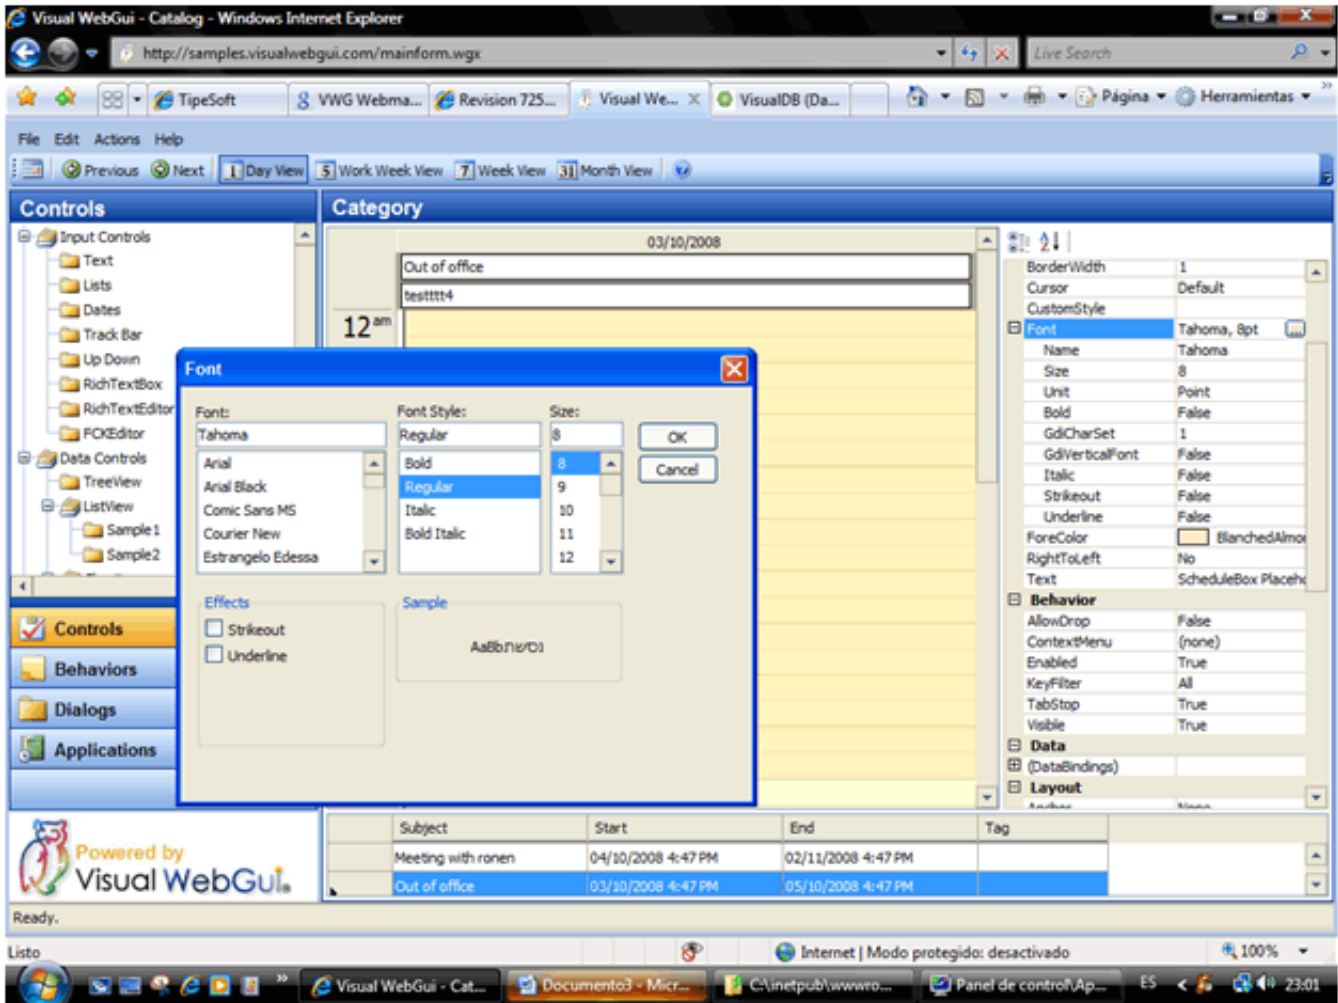 Visual WebGui - Catalog - Windows Internet Explorer
http://samples.visualwebgui.com/mainform.wgx
Live Search
TipeSoft
VWG Webma...
Revision 725...
Visual We...
VisualDB (Da...
Página
Herramientas
File Edit Actions Help
Previous Next 1 Day View 5 Work Week View 7 Week View 31 Month View
Controls
Input Controls
Text
Lists
Dates
Track Bar
Up Down
RichTextBox
RichTextEditor
FCKEditor
Data Controls
TreeView
ListView
Sample1
Sample2
Controls
Behaviors
Dialogs
Applications
Powered by
Visual WebGui.
Category
03/10/2008
Out of office
testttt4
12 am
Font
Font:
Tahoma
Arial
Arial Black
Comic Sans MS
Courier New
Estrangelo Edessa
Font Style:
Regular
Bold
Regular
Italic
Bold Italic
Size:
8
8
9
10
11
12
OK
Cancel
Effects
Strikeout
Underline
Sample
BorderWidth 1
Cursor Default
CustomStyle
Font Tahoma, 8pt ...
Name Tahoma
Size 8
Unit Point
Bold False
GdiCharSet 1
GdiVerticalFont False
Italic False
Strikeout False
Underline False
ForeColor BlanchedAlmo
RightToLeft No
Text ScheduleBox Placeho
Behavior
AllowDrop False
ContextMenu (none)
Enabled True
KeyFilter All
TabStop True
Visible True
Data
(DataBindings)
Layout
Subject Start End Tag
Meeting with ronen 04/10/2008 4:47 PM 02/11/2008 4:47 PM
Out of office 03/10/2008 4:47 PM 05/10/2008 4:47 PM
Ready.
Listo
Internet | Modo protegido: desactivado
100%
Visual WebGui - Cat...
Documento3 - Micr...
C:\inetpub\wwwro...
Panel de control\Ap...
ES
23:01